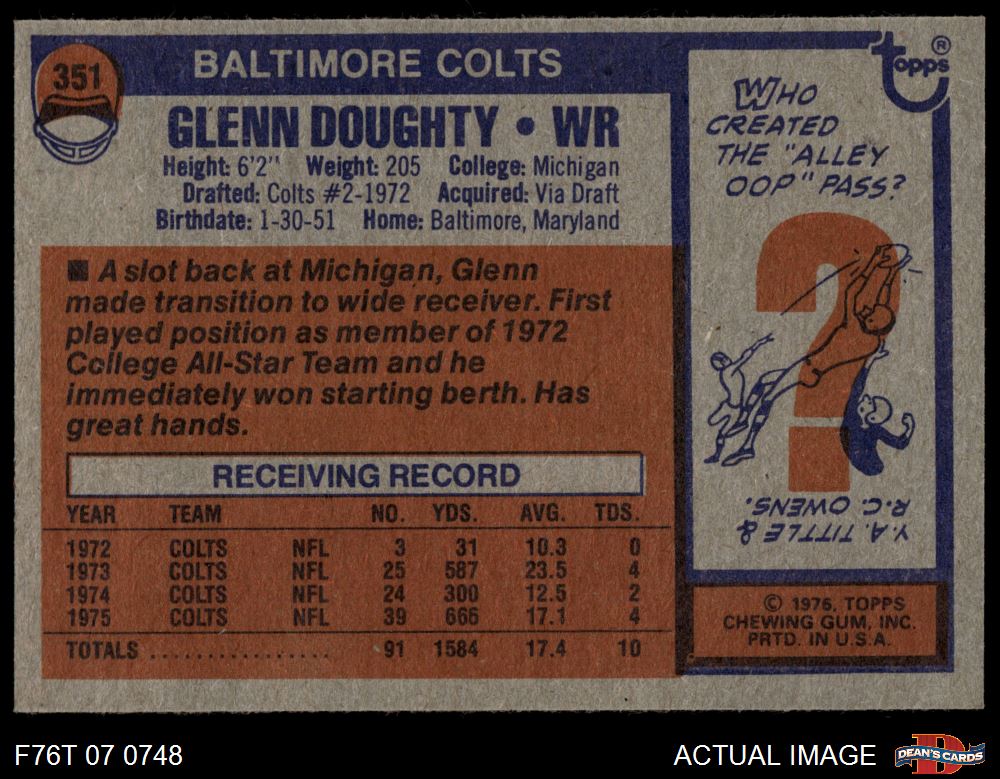 351
BALTIMORE COLTS
GLENN DOUGHTY • WR
Height: 6'2" Weight: 205 College: Michigan
Drafted: Colts #2-1972 Acquired: Via Draft
Birthdate: 1-30-51 Home: Baltimore, Maryland
■ A slot back at Michigan, Glenn
made transition to wide receiver. First
played position as member of 1972
College All-Star Team and he
immediately won starting berth. Has
great hands.
RECEIVING RECORD
YEAR TEAM NO. YDS. AVG. TDS.
1972 COLTS NFL 3 31 10.3 0
1973 COLTS NFL 25 587 23.5 4
1974 COLTS NFL 24 300 12.5 2
1975 COLTS NFL 39 666 17.1 4
TOTALS ................. 91 1584 17.4 10
topps ®
WHO
CREATED
THE "ALLEY
OOP" PASS?
?
Y.A. TITTLE &
R.C. OWENS.
© 1976, TOPPS
CHEWING GUM, INC.
PRTD. IN U.S.A.
F76T 07 0748
ACTUAL IMAGE
DEAN'S CARDS